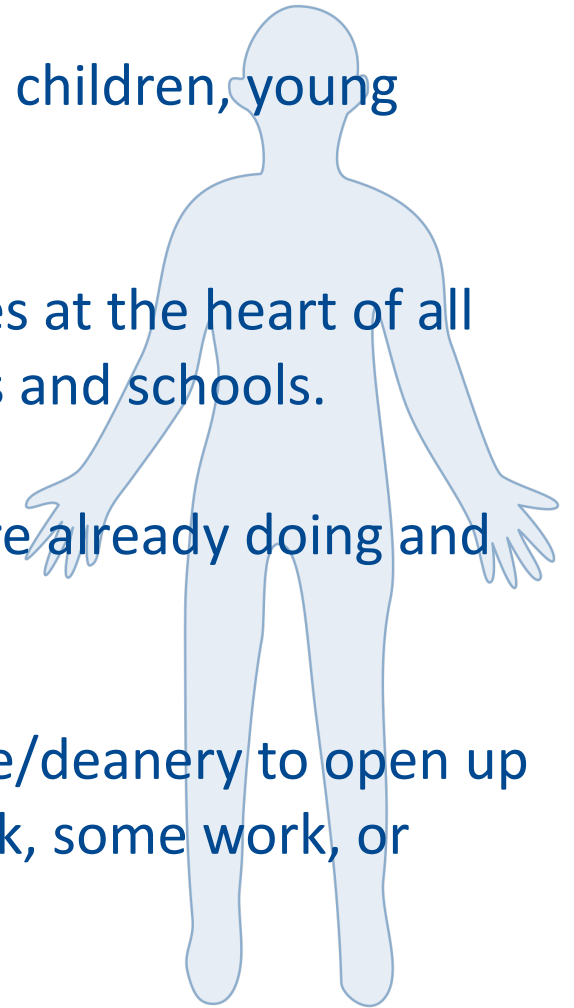 children, young
es at the heart of all
s and schools.
re already doing and
e/deanery to open up
k, some work, or